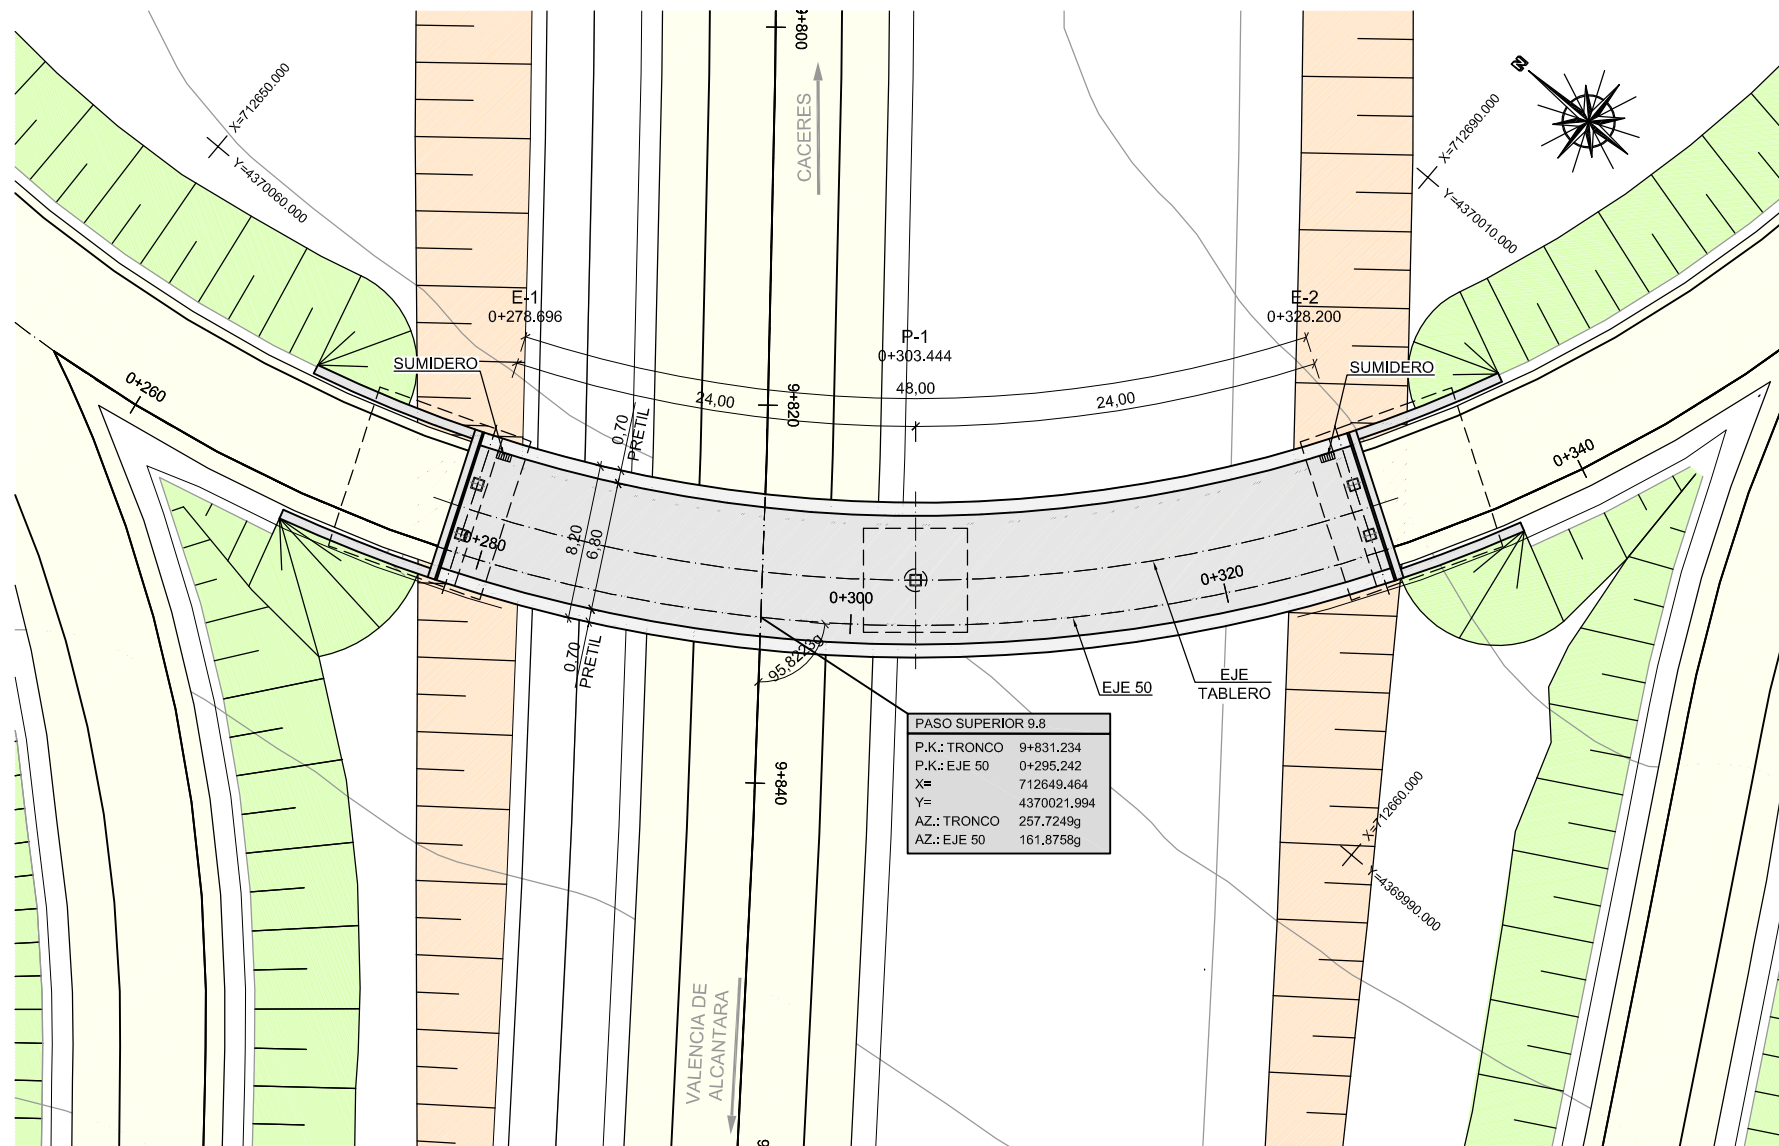 9+800
N
X=712650.000
Y=4370060.000
CACERES
X=712690.000
Y=4370010.000
E-1
0+278.696
E-2
0+328.200
P-1
0+303.444
SUMIDERO
SUMIDERO
48,00
24,00
24,00
0+260
9+820
0,70
PRETIL
0+340
8,20
6,80
0+280
0+320
0+300
95,8223g
0,70
PRETIL
EJE 50
EJE
TABLERO
PASO SUPERIOR 9.8
P.K.: TRONCO 9+831.234
P.K.: EJE 50 0+295.242
X= 712649.464
Y= 4370021.994
AZ.: TRONCO 257.7249g
AZ.: EJE 50 161.8758g
9+840
X=712660.000
Y=4369990.000
VALENCIA DE
ALCANTARA